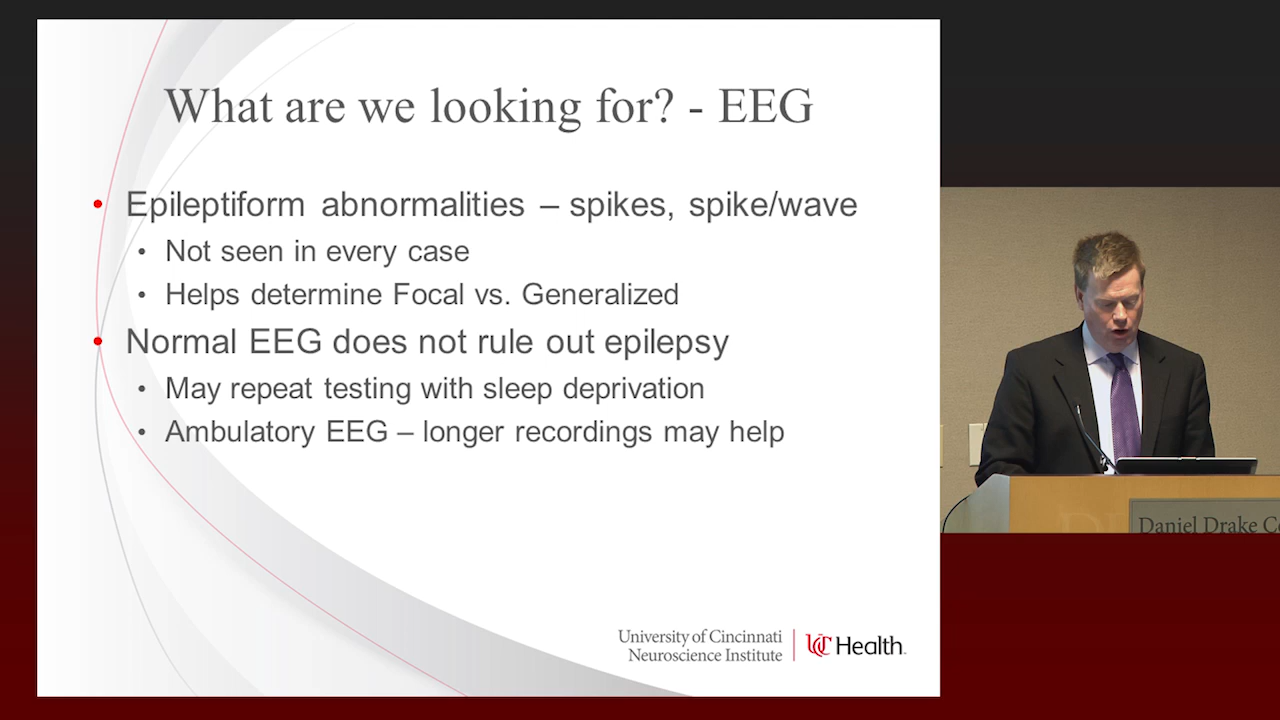 What are we looking for? - EEG
• Epileptiform abnormalities – spikes, spike/wave
• Not seen in every case
• Helps determine Focal vs. Generalized
• Normal EEG does not rule out epilepsy
• May repeat testing with sleep deprivation
• Ambulatory EEG – longer recordings may help
University of Cincinnati
Neuroscience Institute
UC Health
Daniel Drake